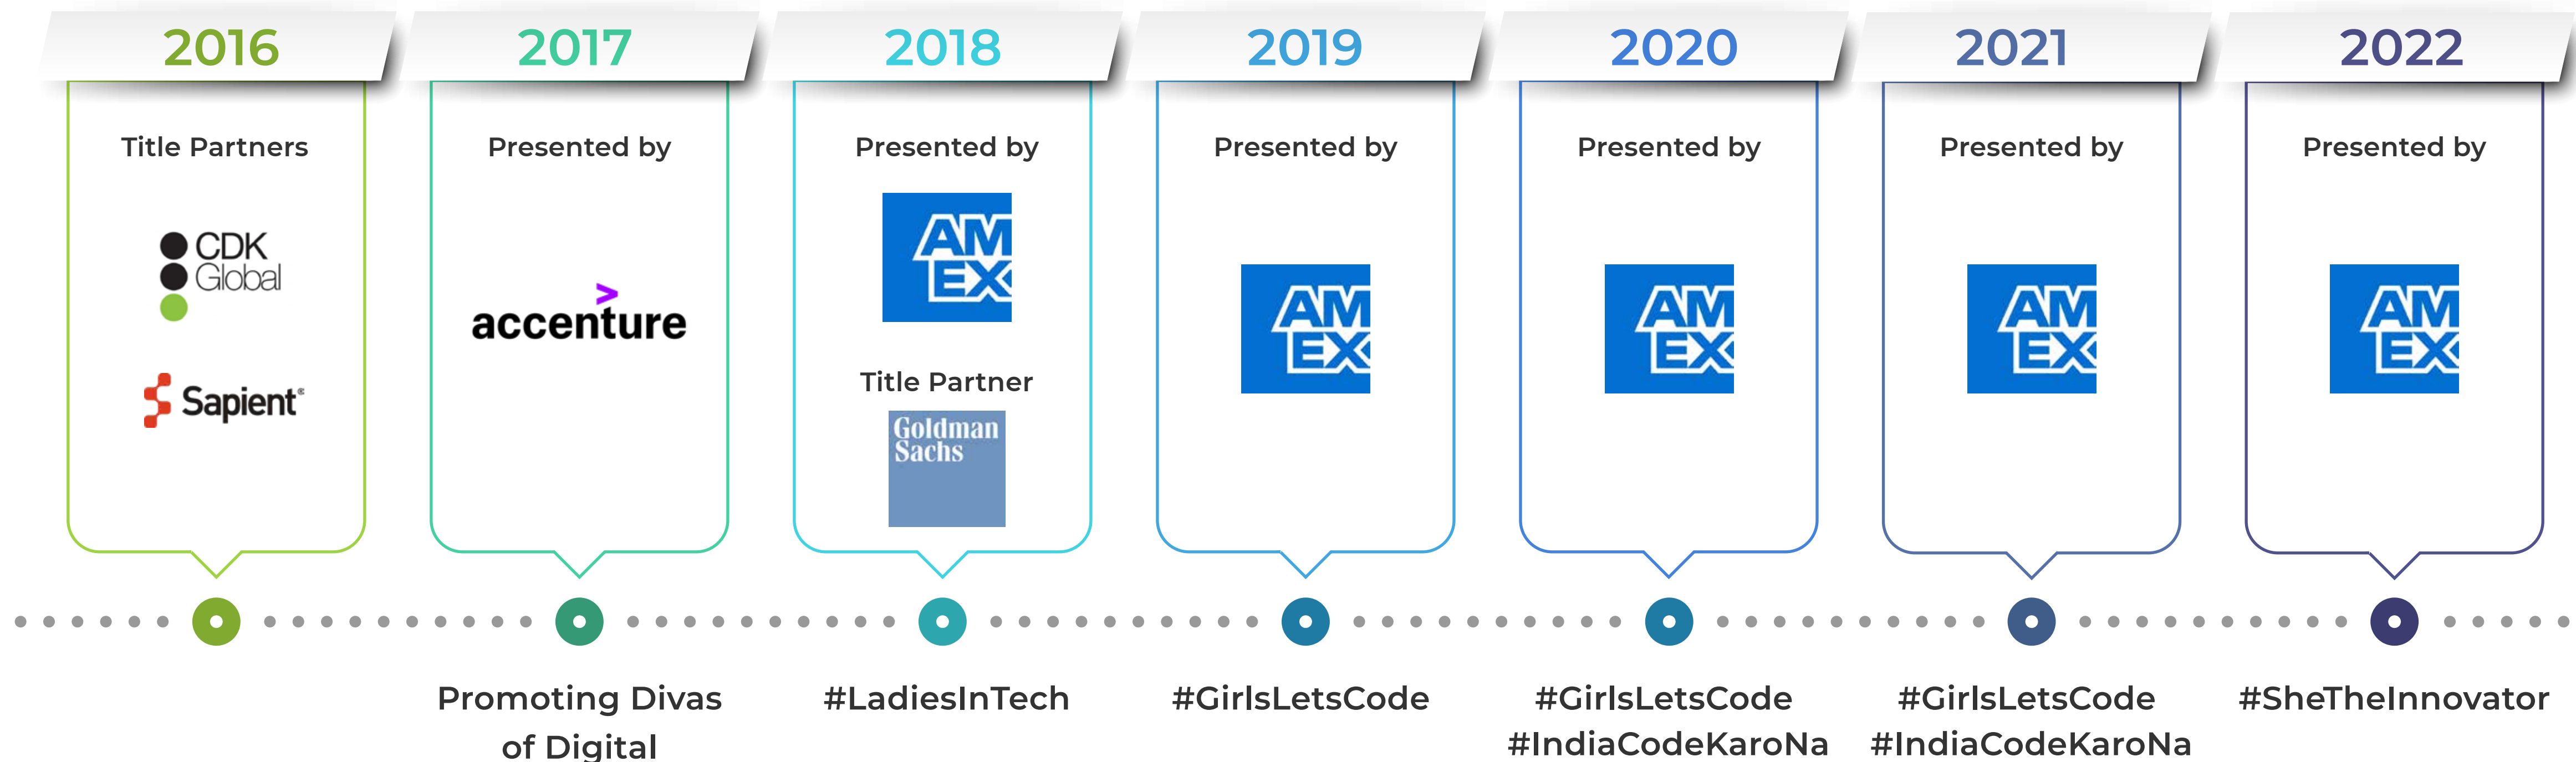 2016
Title Partners
CDK
Global
Sapient®
2017
Presented by
accenture
Promoting Divas
of Digital
2018
Presented by
AM
EX
Title Partner
Goldman
Sachs
#LadiesInTech
2019
Presented by
AM
EX
#GirlsLetsCode
2020
Presented by
AM
EX
#GirlsLetsCode
#IndiaCodeKaroNa
2021
Presented by
AM
EX
#GirlsLetsCode
#IndiaCodeKaroNa
2022
Presented by
AM
EX
#SheTheInnovator